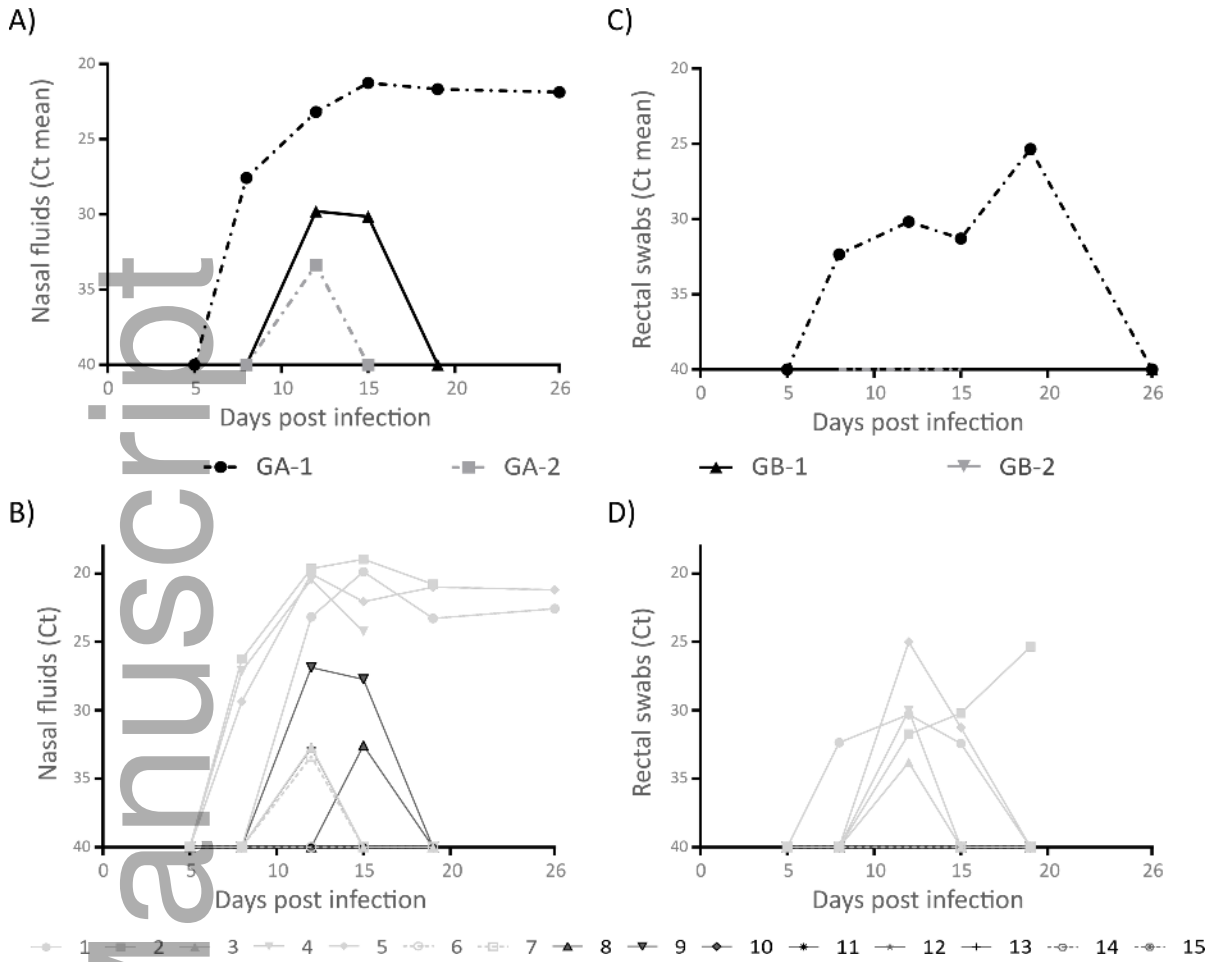 A)
20
25
30
35
40
0
5
10
15
20
26
Nasal fluids (Ct mean)
Days post infection
C)
20
25
30
35
40
0
5
10
15
20
26
Rectal swabs (Ct mean)
Days post infection
GA-1
GA-2
GB-1
GB-2
B)
20
25
30
35
40
0
5
10
15
20
26
Nasal fluids (Ct)
Days post infection
D)
20
25
30
35
40
0
5
10
15
20
26
Rectal swabs (Ct)
Days post infection
1 2 3 4 5 6 7 8 9 10 11 12 13 14 15
anuscript